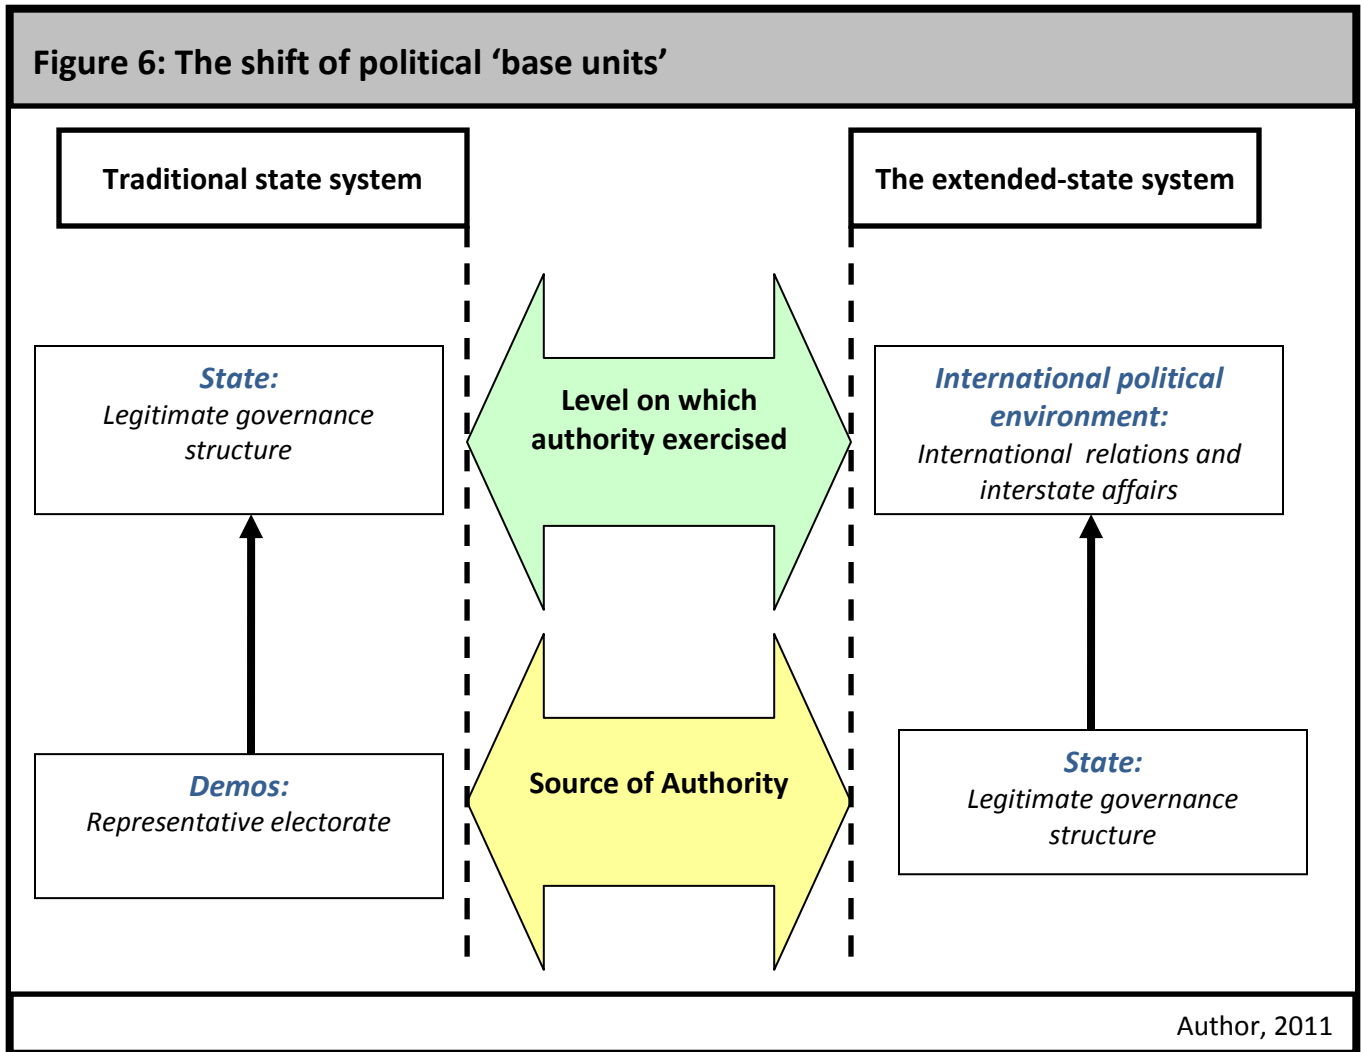 Figure 6: The shift of political ‘base units’
Traditional state system
The extended-state system
State:
Legitimate governance
structure
Level on which
authority exercised
International political
environment:
International relations and
interstate affairs
Demos:
Representative electorate
Source of Authority
State:
Legitimate governance
structure
Author, 2011